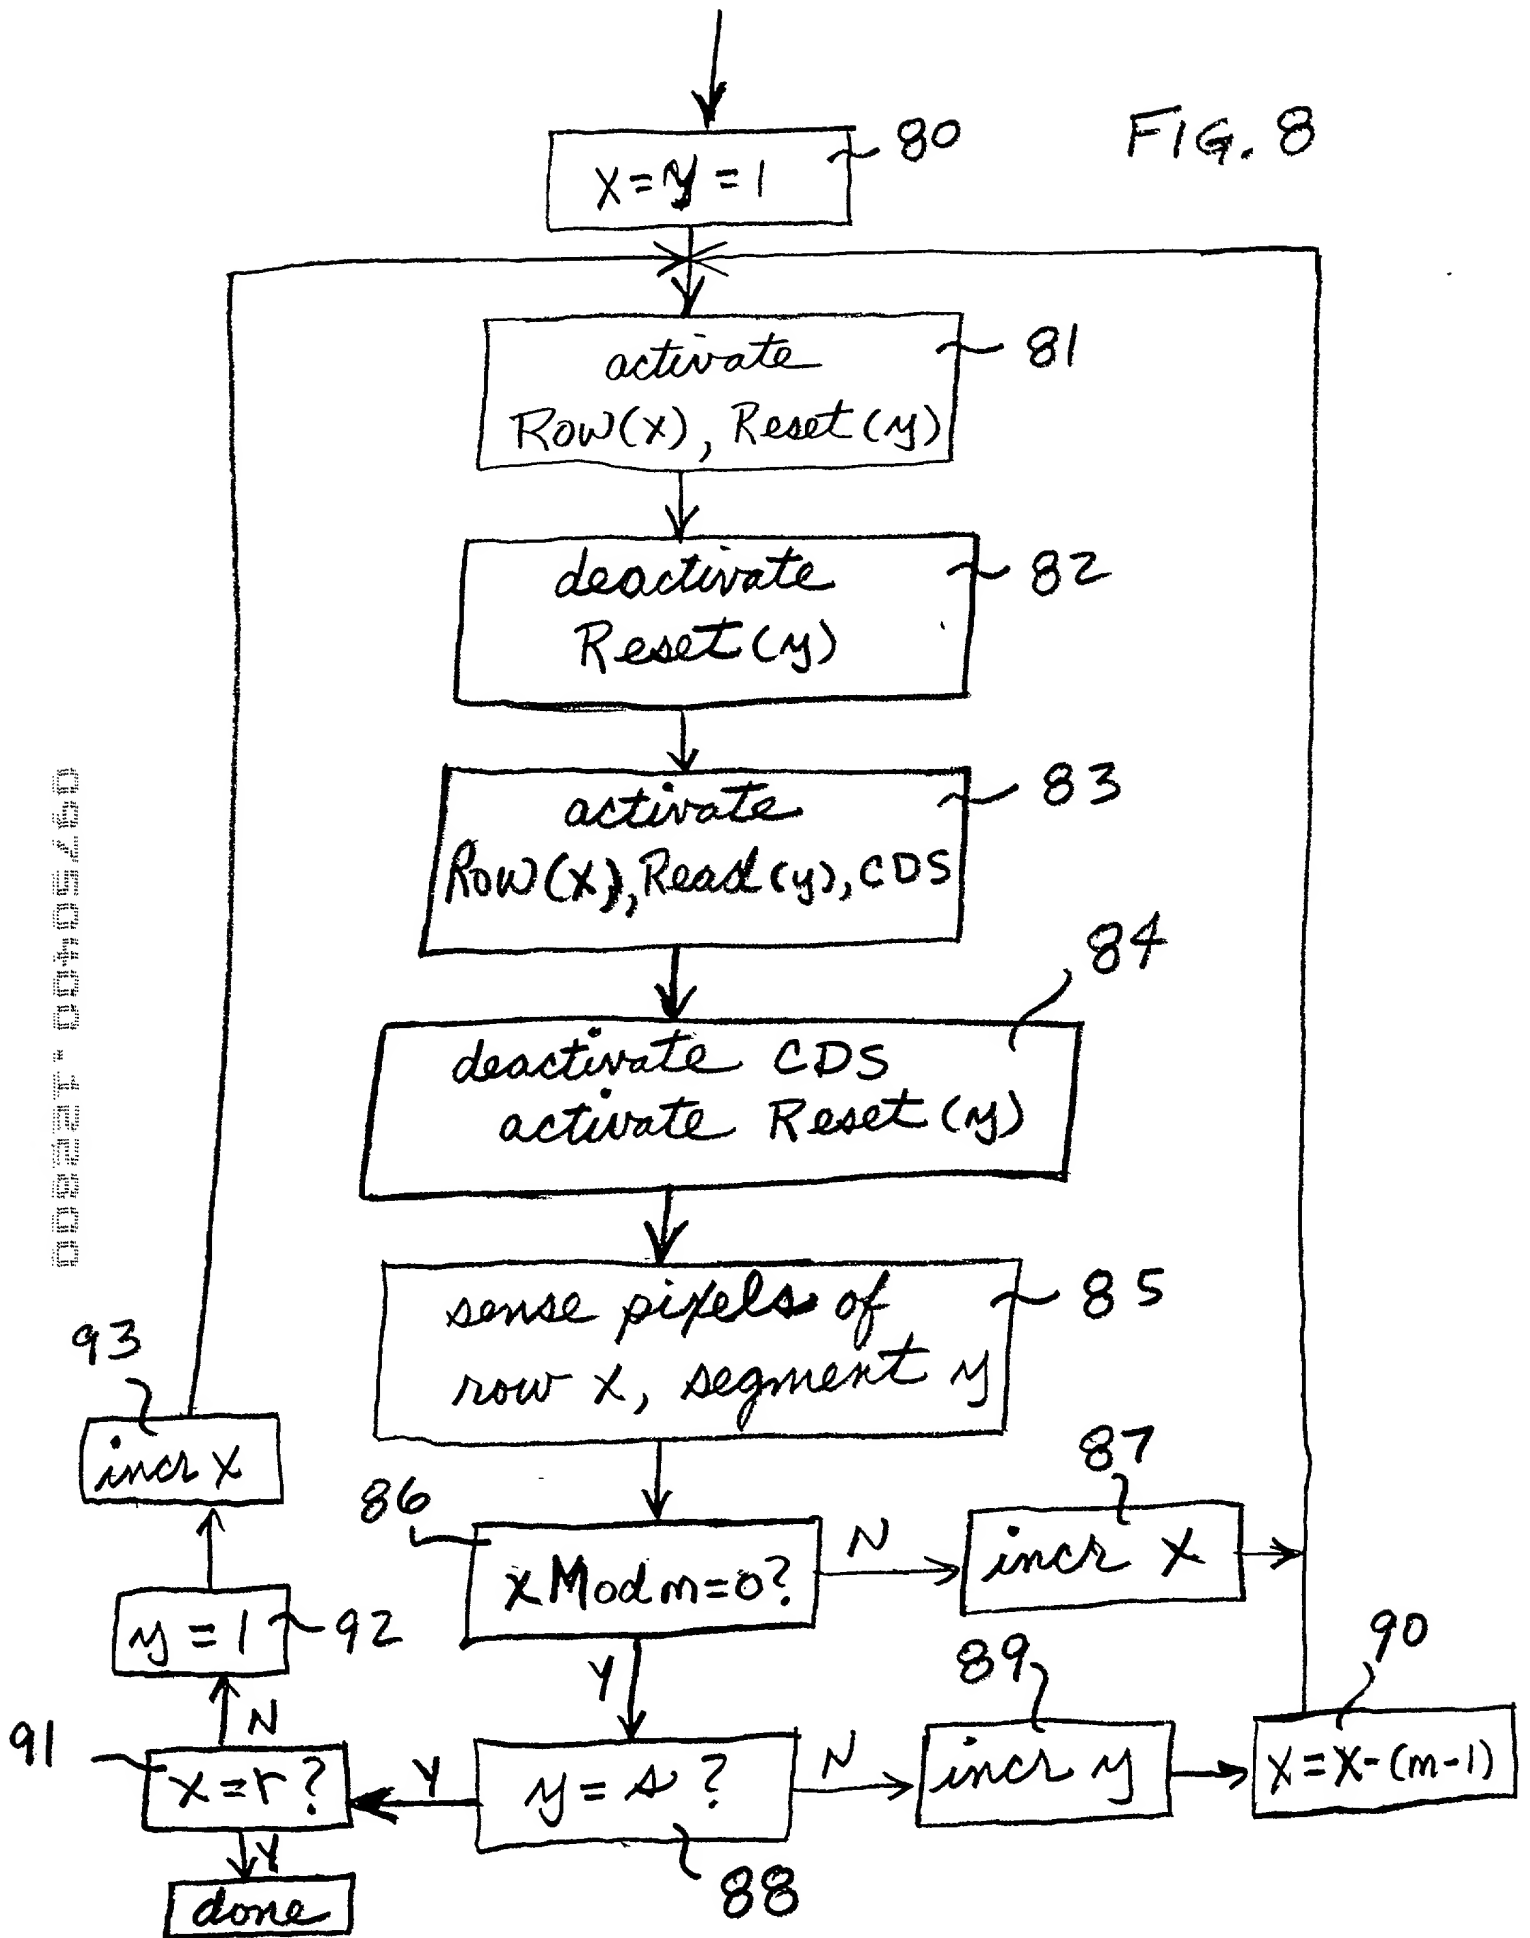 FIG. 8
80
x = y = 1
81
activate
Row(x), Reset(y)
82
deactivate
Reset(y)
83
activate
Row(x), Read(y), CDS
84
deactivate CDS
activate Reset(y)
85
sense pixels of
row x, segment y
86
x Mod m = 0?
N
87
incr x
Y
88
y = s ?
N
89
incr y
90
x = x - (m-1)
Y
91
x = r ?
N
92
y = 1
93
incr x
Y
done
09750400.122800